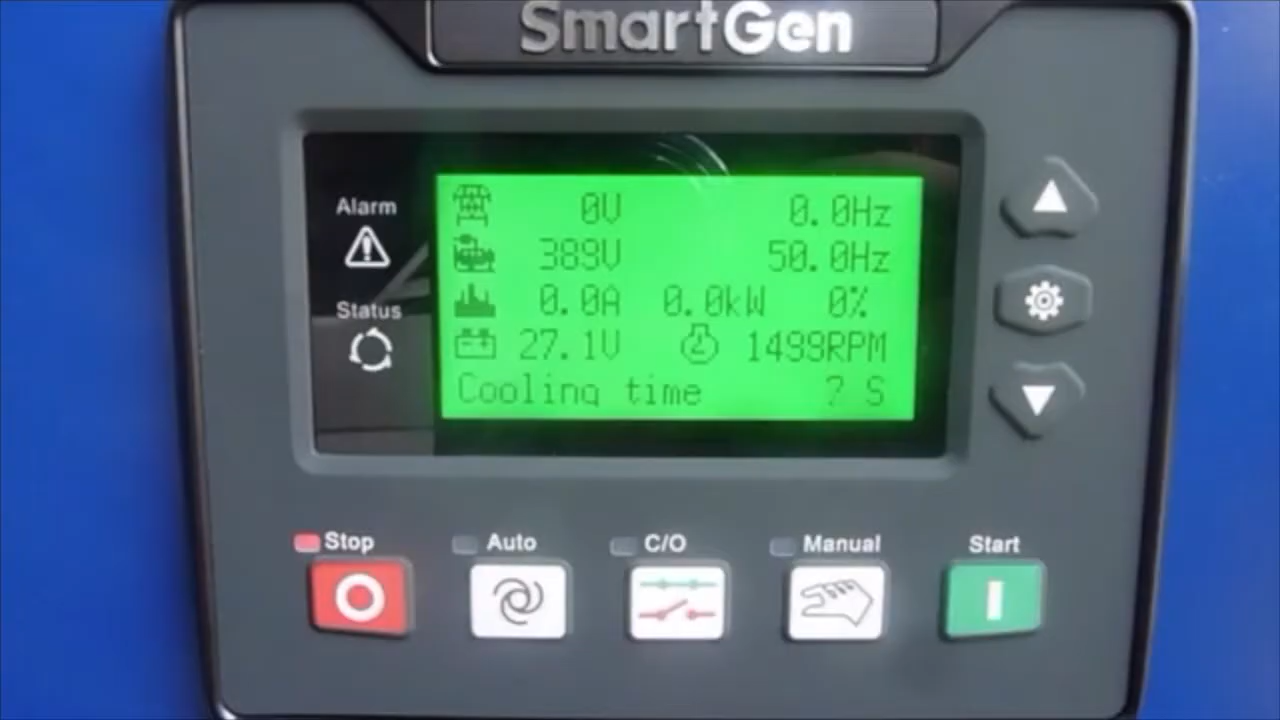 SmartGen
Alarm
Status
0V 0.0Hz
389V 50.0Hz
0.0A 0.0kW 0%
27.1V 1499RPM
Cooling time 7 S
Stop Auto C/O Manual Start